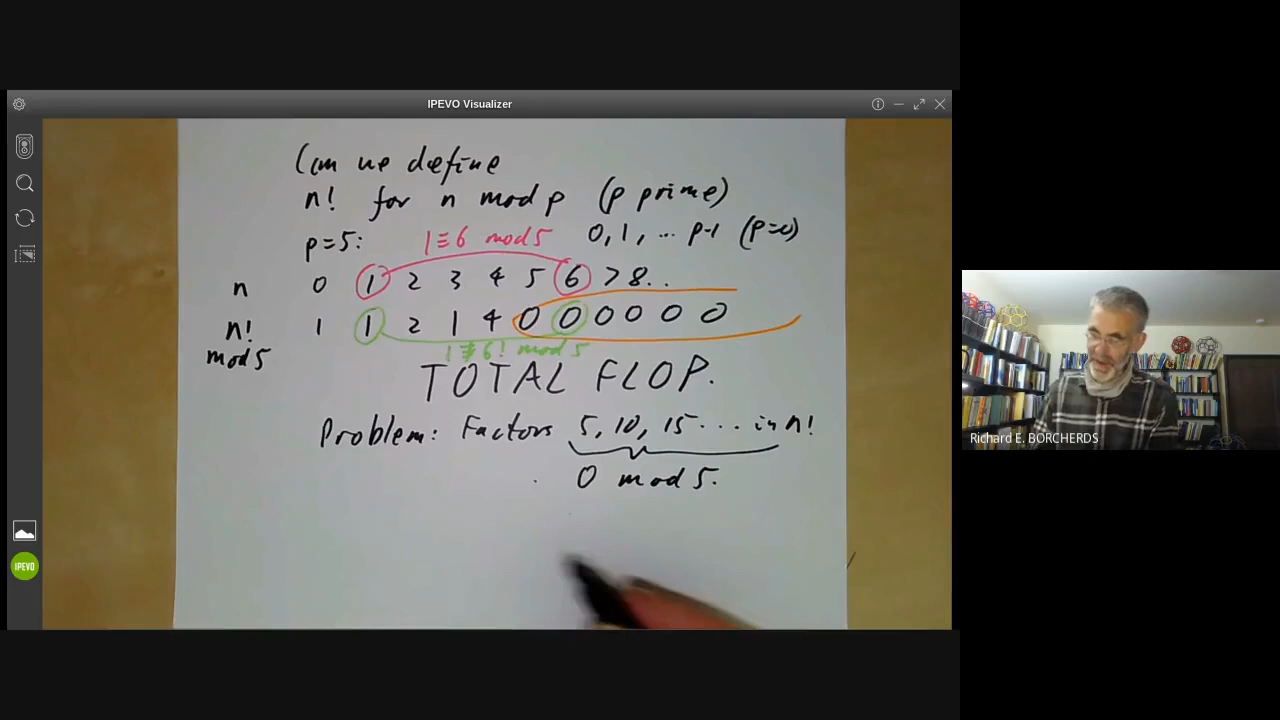 IPEVO Visualizer
Can we define
n! for n mod p (p prime)
p=5: 1≡6 mod 5 0, 1, ... p-1 (p=0)
n 0 1 2 3 4 5 6 7 8..
n! mod 5 1 1 2 1 4 0 0 0 0 0 0
1 ≢ 6! mod 5
TOTAL FLOP.
Problem: Factors 5, 10, 15 ... in n!
0 mod 5.
IPEVO
Richard E. BORCHERDS